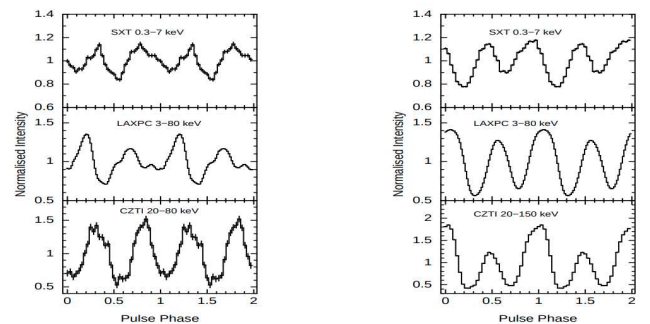 SXT 0.3−7 keV
1.4
1.2
1
0.8
0.6
LAXPC 3−80 keV
1.5
1
0.5
CZTI 20−80 keV
1.5
1
0.5
0 0.5 1 1.5 2
Pulse Phase
Normalised Intensity
SXT 0.3−7 keV
1.4
1.2
1
0.8
0.6
LAXPC 3−80 keV
1.5
1
0.5
CZTI 20−150 keV
2
1.5
1
0.5
0 0.5 1 1.5 2
Pulse Phase
Normalised Intensity